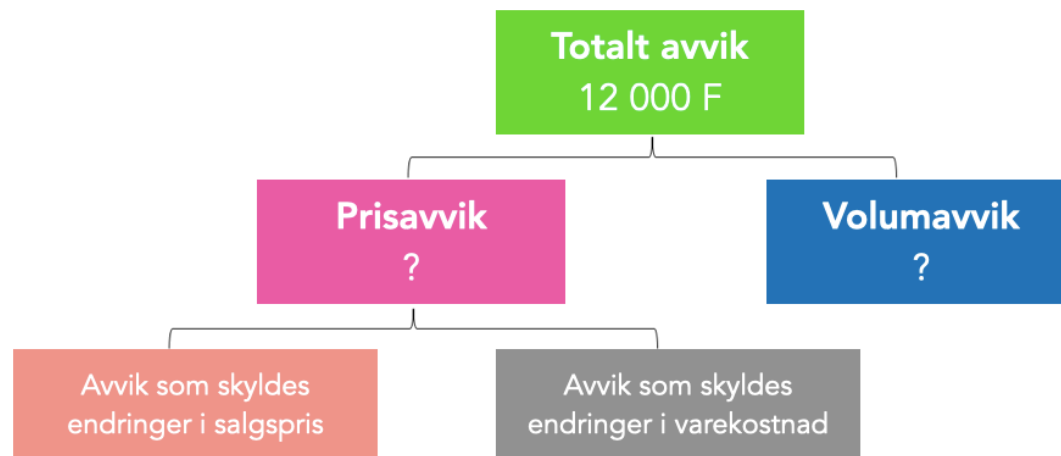 Totalt avvik
12 000 F
Prisavvik
?
Volumavvik
?
Avvik som skyldes
endringer i salgspris
Avvik som skyldes
endringer i varekostnad